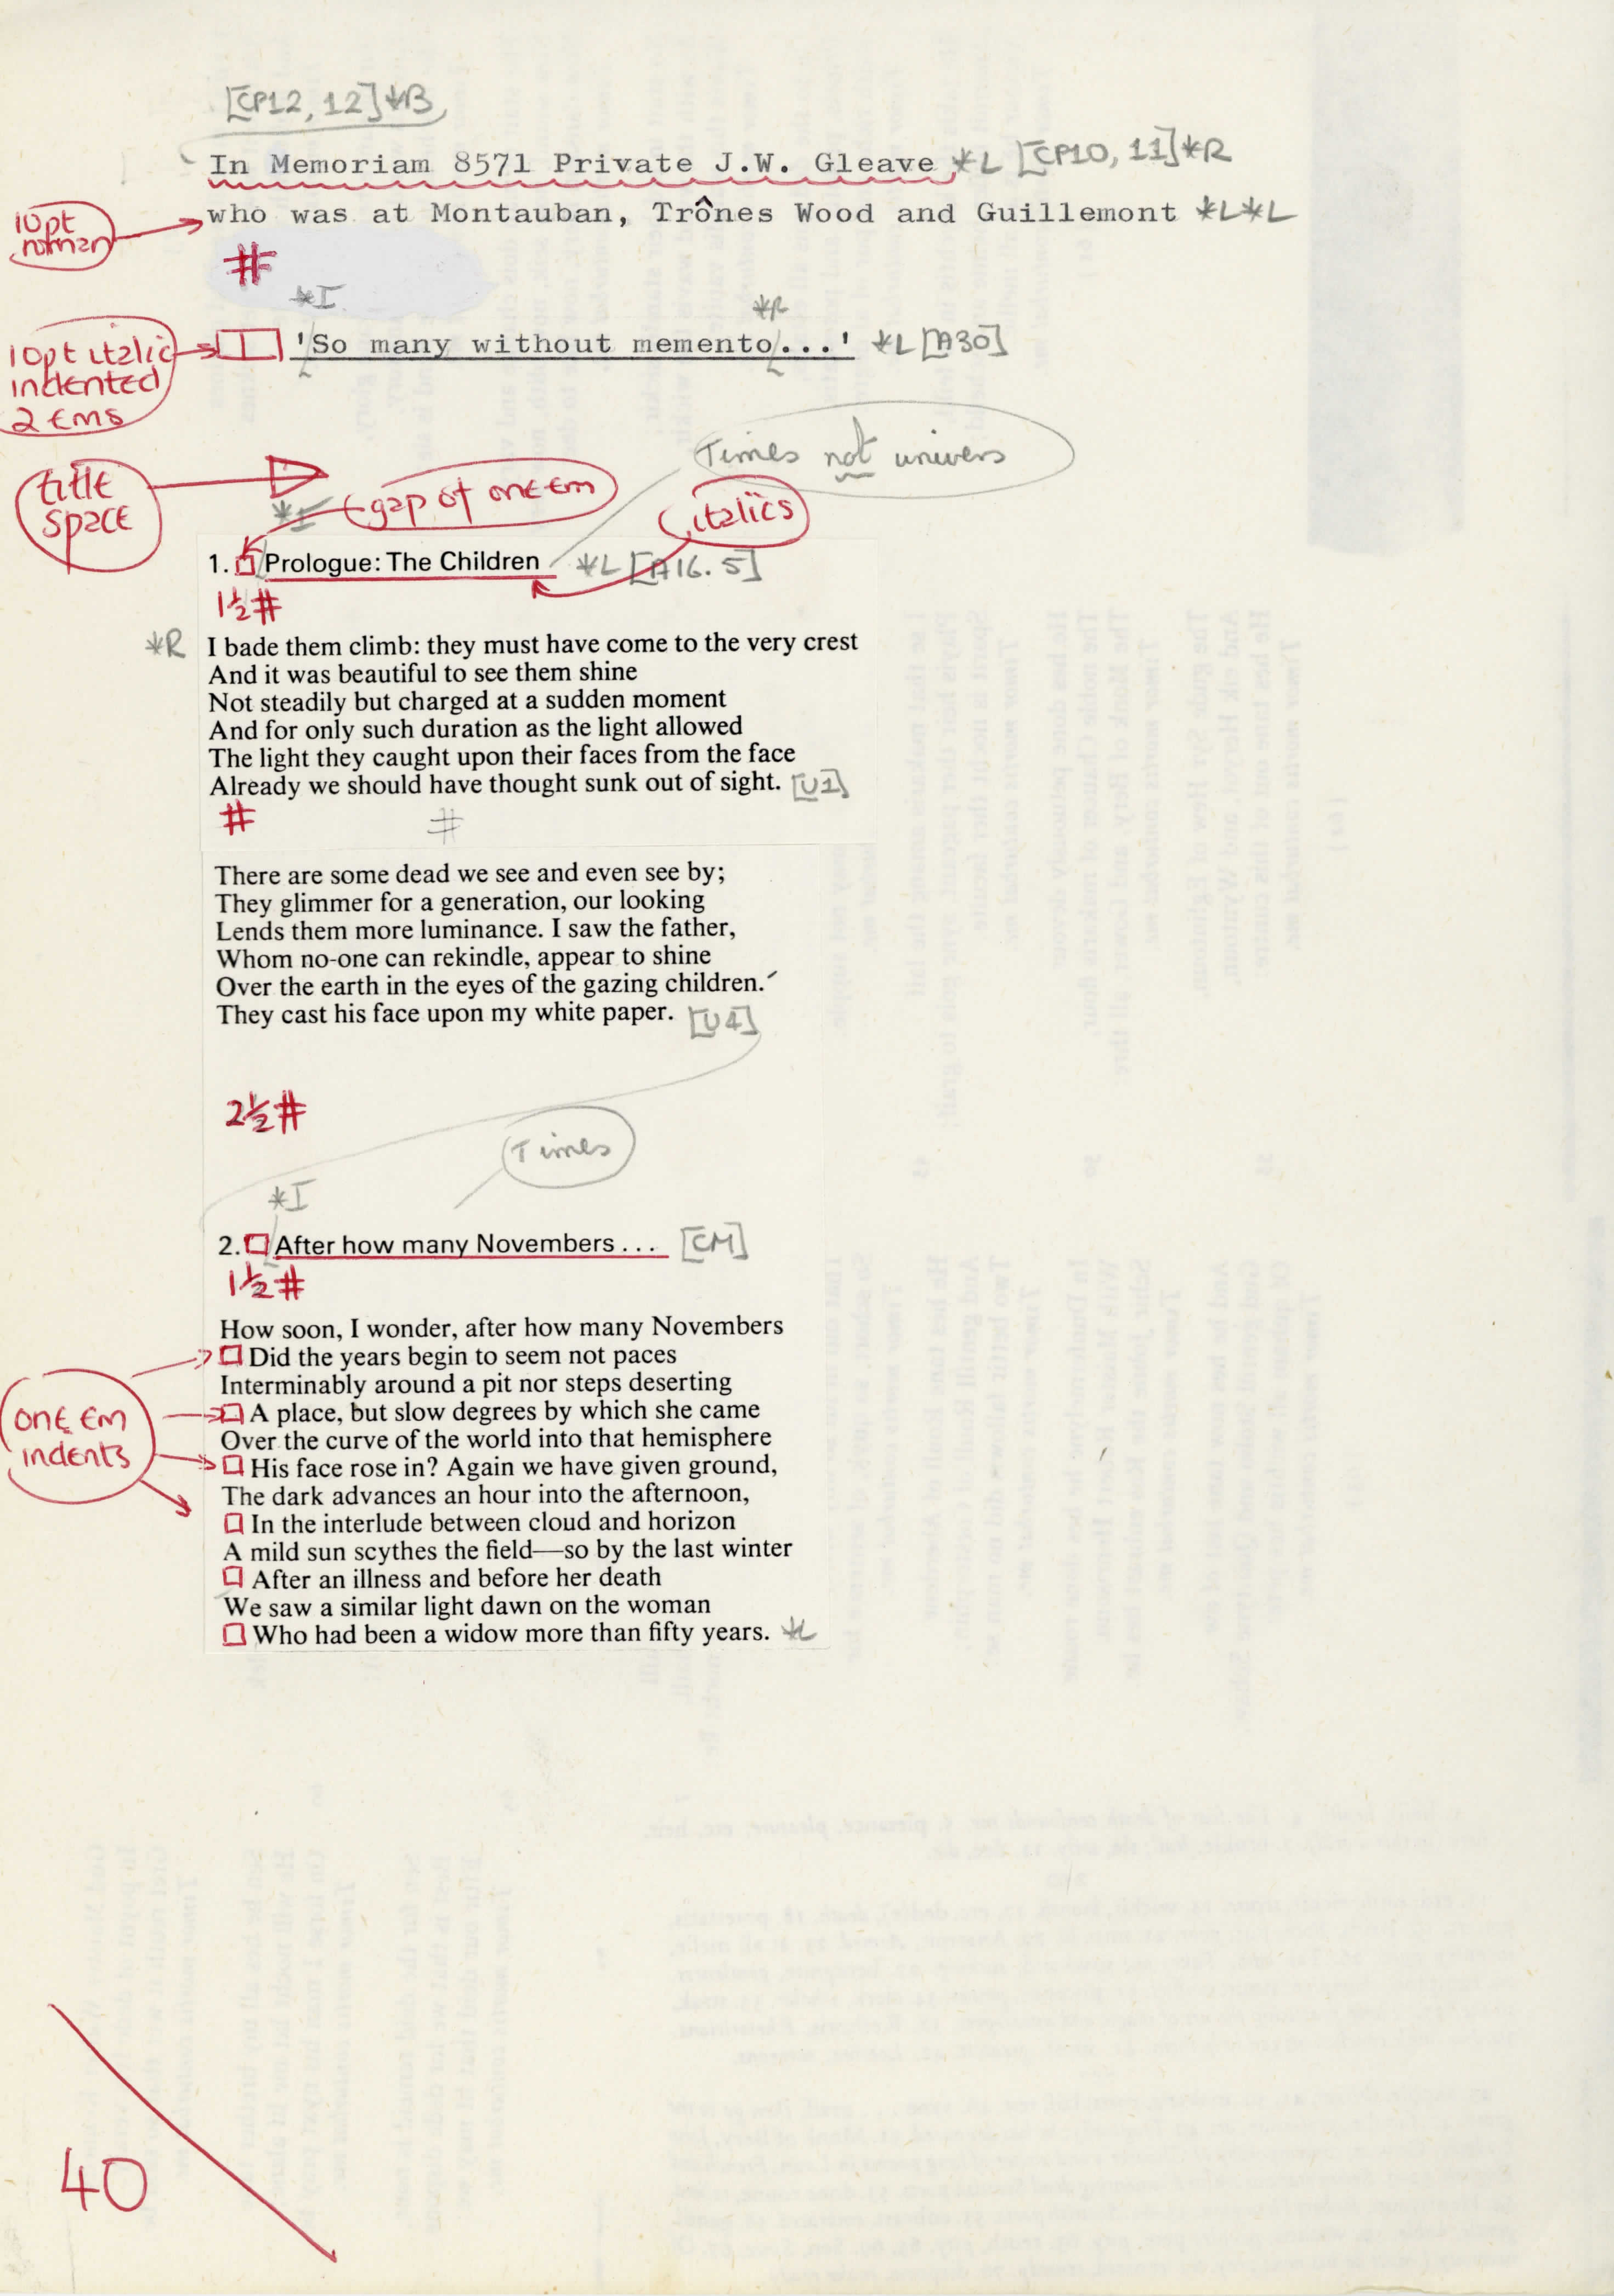 [CP12, 12]*B
In Memoriam 8571 Private J.W. Gleave *L [CP10, 11]*R
10pt roman
who was at Montauban, Trônes Wood and Guillemont *L*L
#
*I
*R
10pt italic indented 2 ems
'So many without memento...' *L [A30]
Times not univers
title space
gap of one em
italics
*I
1. Prologue: The Children *L [A16.5]
1½#
*R I bade them climb: they must have come to the very crest
And it was beautiful to see them shine
Not steadily but charged at a sudden moment
And for only such duration as the light allowed
The light they caught upon their faces from the face
Already we should have thought sunk out of sight. [U1]
# #
There are some dead we see and even see by;
They glimmer for a generation, our looking
Lends them more luminance. I saw the father,
Whom no-one can rekindle, appear to shine
Over the earth in the eyes of the gazing children.
They cast his face upon my white paper. [U4]
2½#
Times
*I
2. After how many Novembers . . . [CM]
1½#
How soon, I wonder, after how many Novembers
Did the years begin to seem not paces
Interminably around a pit nor steps deserting
one em indents
A place, but slow degrees by which she came
Over the curve of the world into that hemisphere
His face rose in? Again we have given ground,
The dark advances an hour into the afternoon,
In the interlude between cloud and horizon
A mild sun scythes the field—so by the last winter
After an illness and before her death
We saw a similar light dawn on the woman
Who had been a widow more than fifty years. *L
40